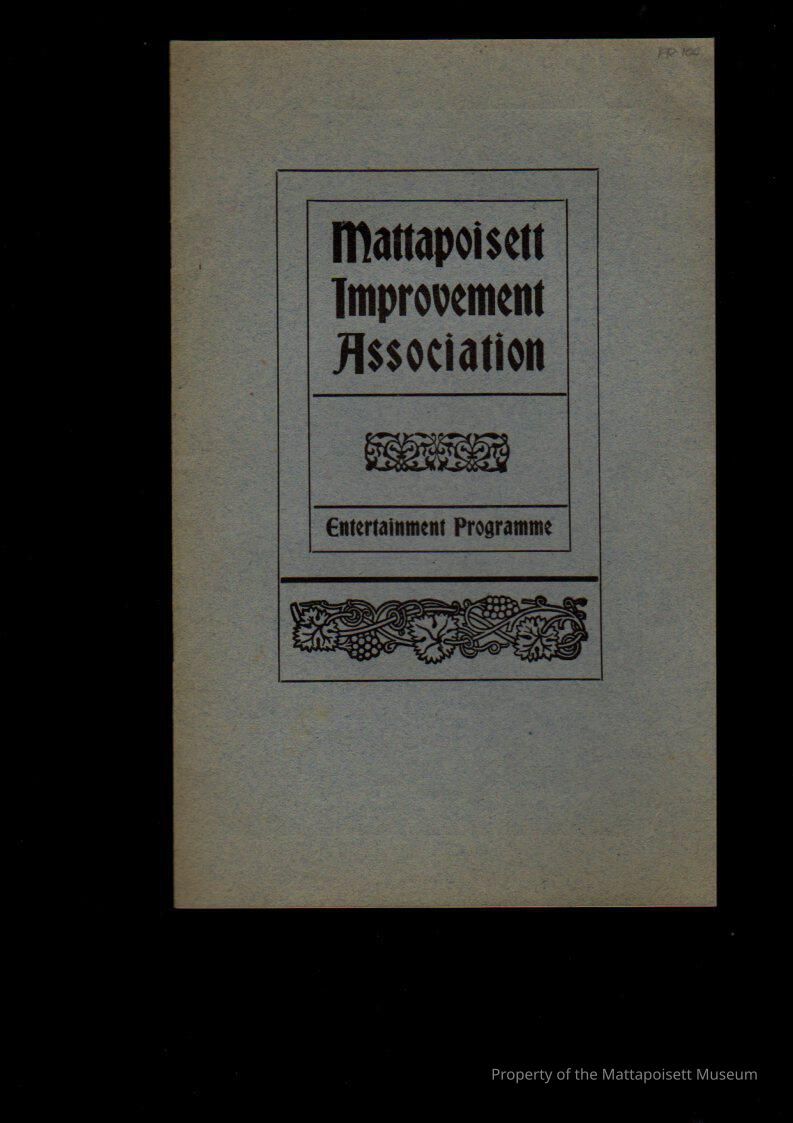 Mattapoisett
Improvement
Association
Entertainment Programme
Property of the Mattapoisett Museum